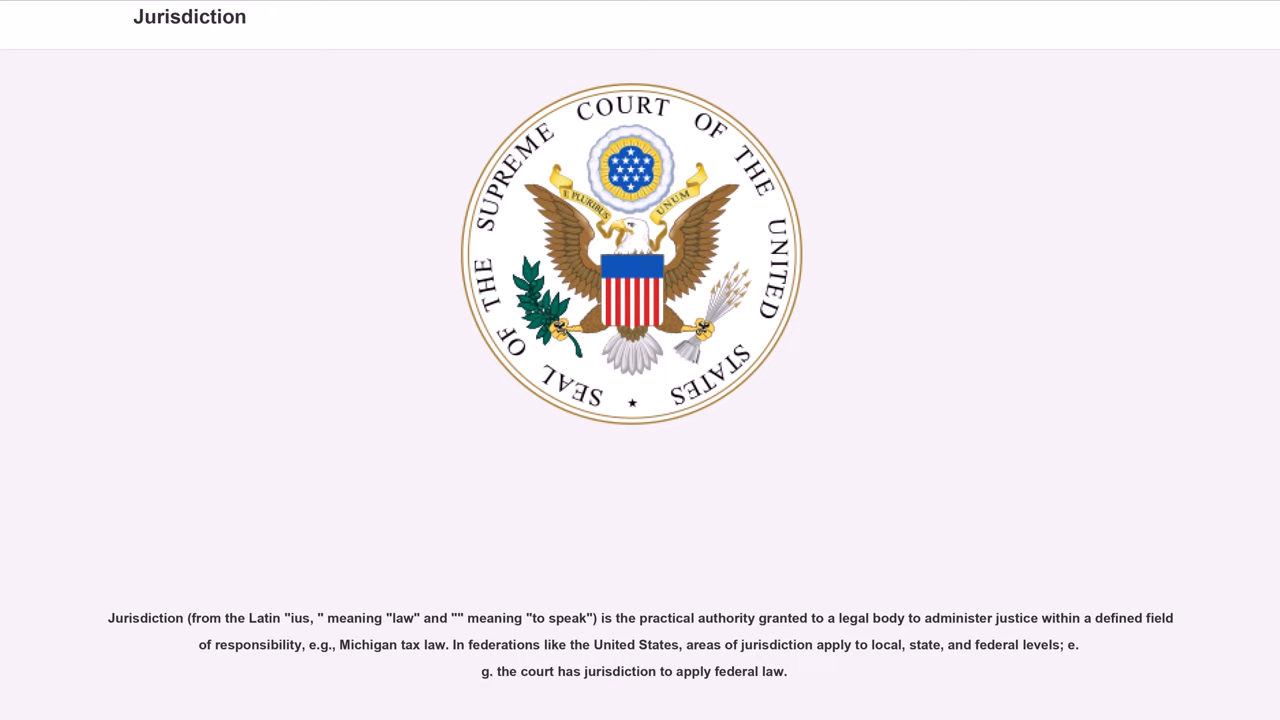 Jurisdiction
SEAL OF THE SUPREME COURT OF THE UNITED STATES
E PLURIBUS UNUM
Jurisdiction (from the Latin "ius, " meaning "law" and "" meaning "to speak") is the practical authority granted to a legal body to administer justice within a defined field
of responsibility, e.g., Michigan tax law. In federations like the United States, areas of jurisdiction apply to local, state, and federal levels; e.
g. the court has jurisdiction to apply federal law.